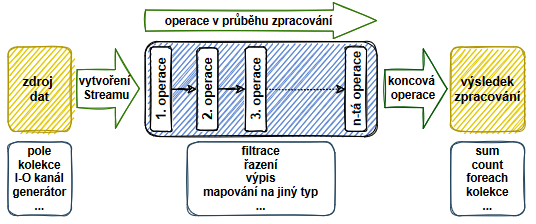 operace v průběhu zpracování
zdroj
dat
vytvoření
Streamu
1. operace
2. operace
3. operace
n-tá operace
koncová
operace
výsledek
zpracování
pole
kolekce
I-O kanál
generátor
...
filtrace
řazení
výpis
mapování na jiný typ
...
sum
count
foreach
kolekce
...